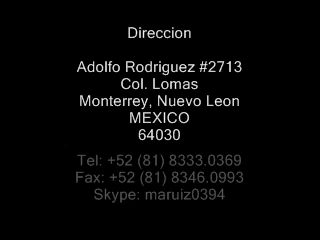 Direccion
Adolfo Rodriguez #2713
Col. Lomas
Monterrey, Nuevo Leon
MEXICO
64030
Tel: +52 (81) 8333.0369
Fax: +52 (81) 8346.0993
Skype: maruiz0394